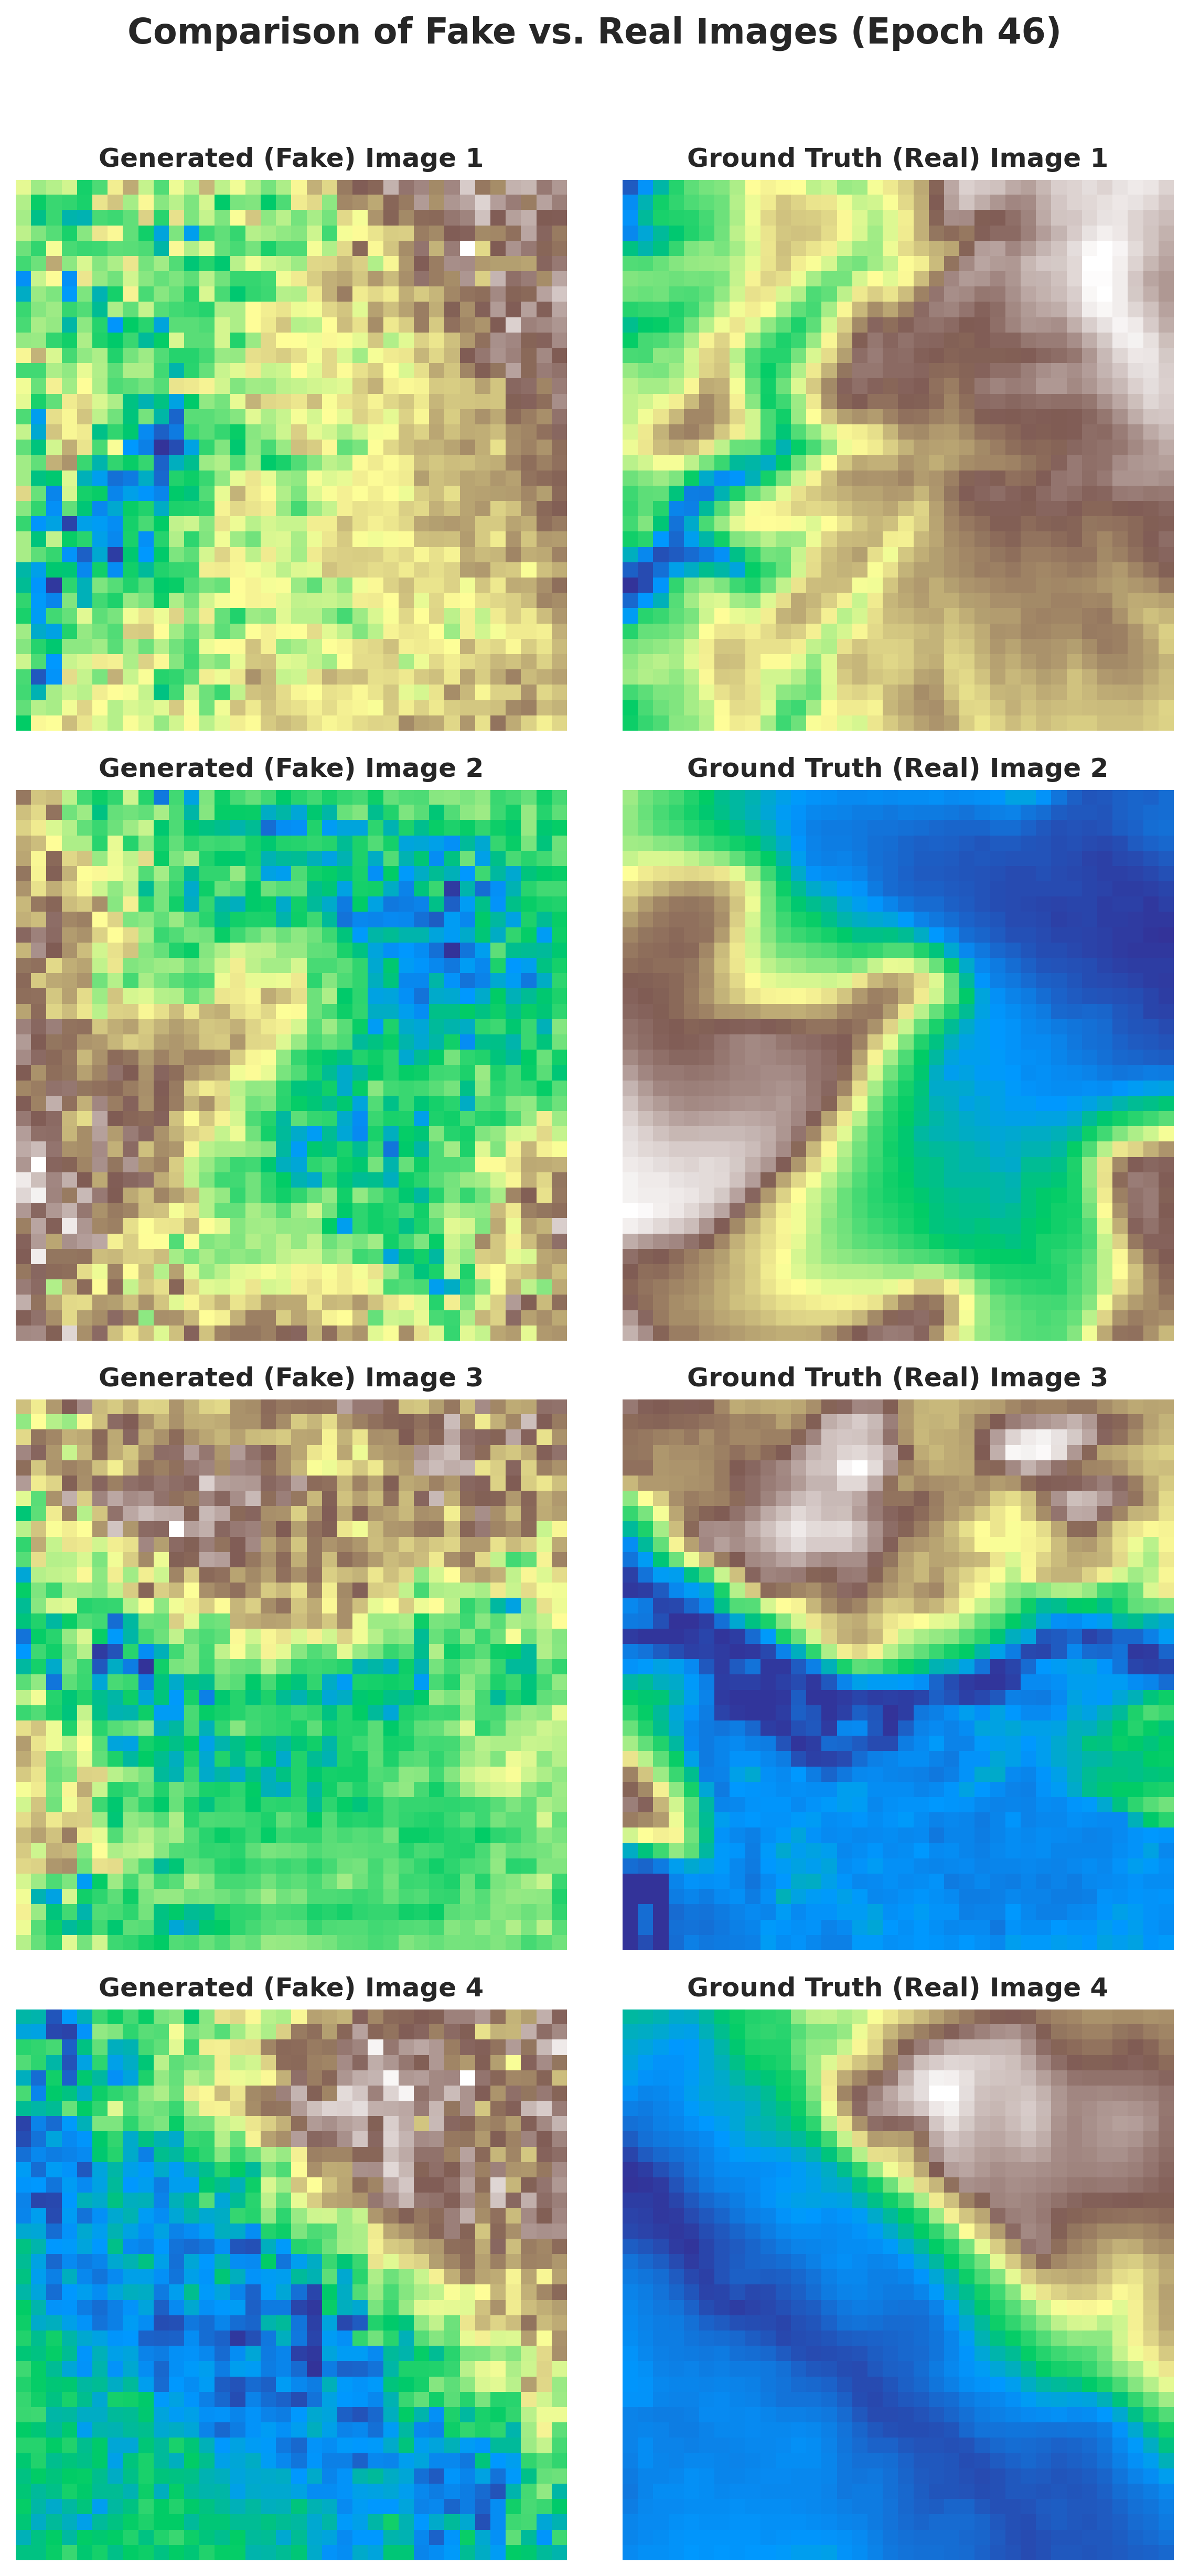 Comparison of Fake vs. Real Images (Epoch 46)
Generated (Fake) Image 1
Ground Truth (Real) Image 1
Generated (Fake) Image 2
Ground Truth (Real) Image 2
Generated (Fake) Image 3
Ground Truth (Real) Image 3
Generated (Fake) Image 4
Ground Truth (Real) Image 4